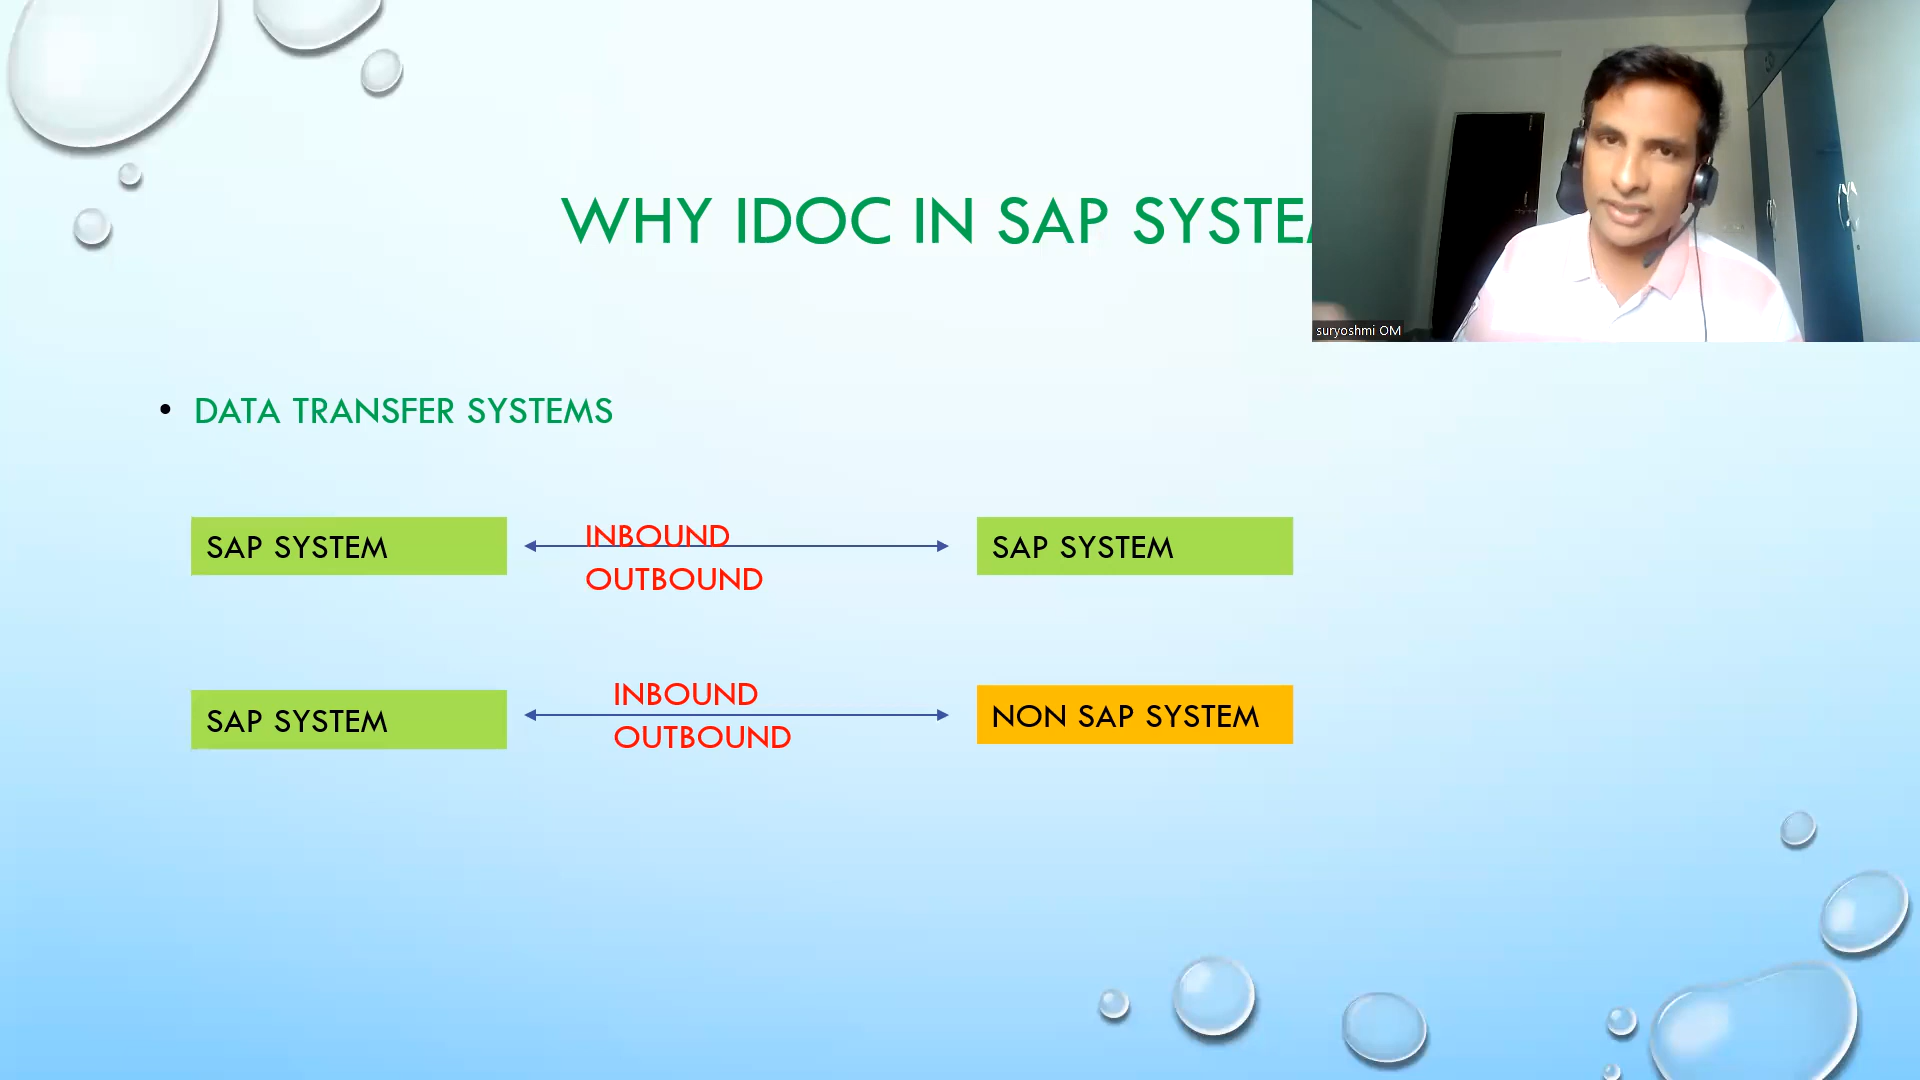 WHY IDOC IN SAP
suryoshmi OM
• DATA TRANSFER SYSTEMS
SAP SYSTEM
INBOUND
OUTBOUND
SAP SYSTEM
SAP SYSTEM
INBOUND
OUTBOUND
NON SAP SYSTEM